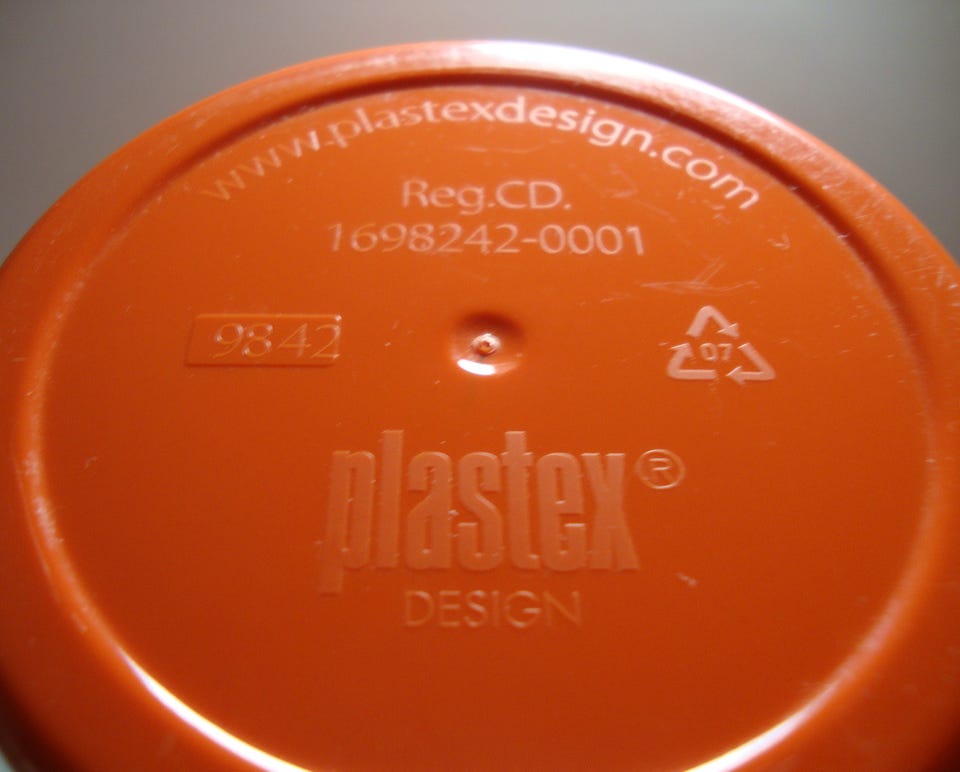 www.plastexdesign.com
Reg.CD.
1698242-0001
9842
07
plastex®
DESIGN